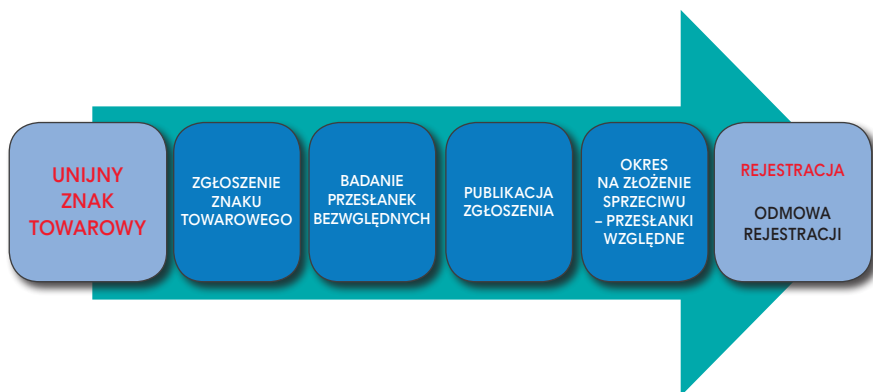 UNIJNY
ZNAK
TOWAROWY
ZGŁOSZENIE
ZNAKU
TOWAROWEGO
BADANIE
PRZESŁANEK
BEZWGLĘDNYCH
PUBLIKACJA
ZGŁOSZENIA
OKRES
NA ZŁOŻENIE
SPRZECIWU
– PRZESŁANKI
WZGLĘDNE
REJESTRACJA
ODMOWA
REJESTRACJI